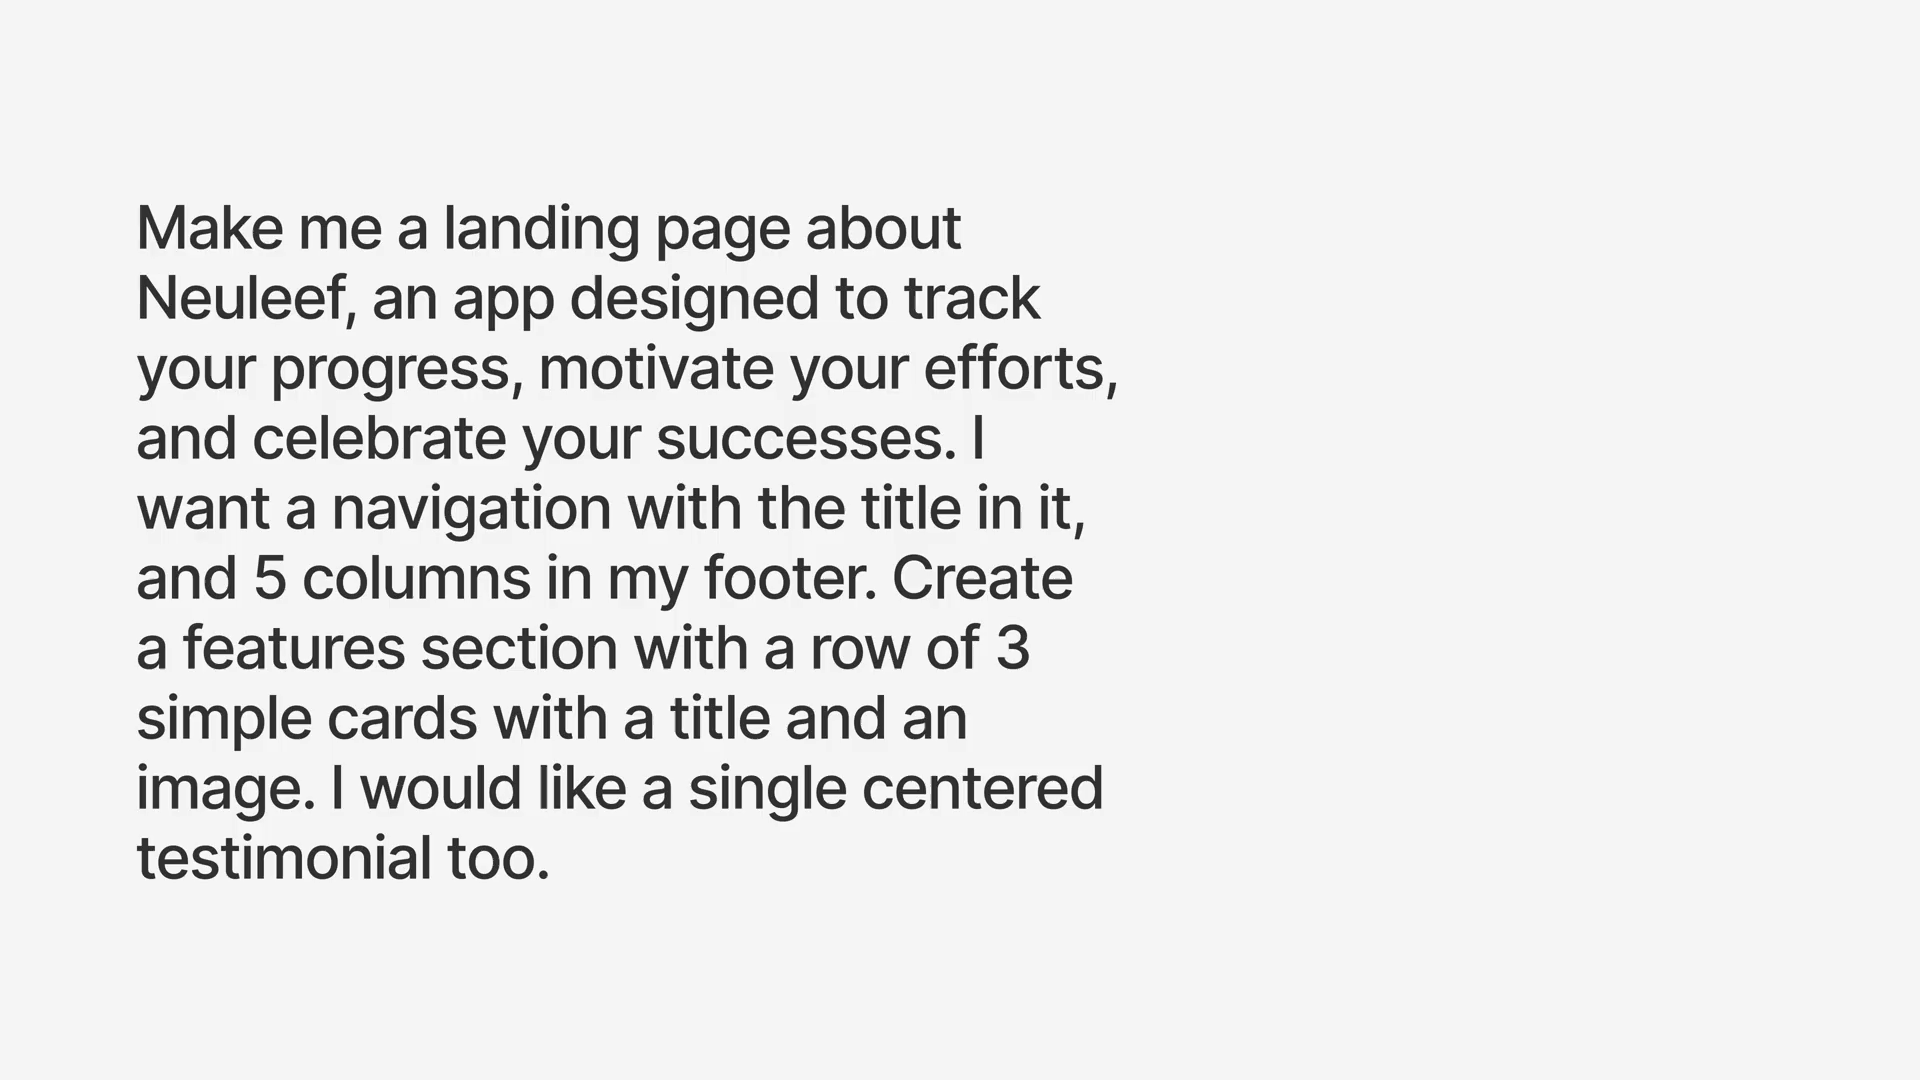 Make me a landing page about
Neuleef, an app designed to track
your progress, motivate your efforts,
and celebrate your successes. I
want a navigation with the title in it,
and 5 columns in my footer. Create
a features section with a row of 3
simple cards with a title and an
image. I would like a single centered
testimonial too.